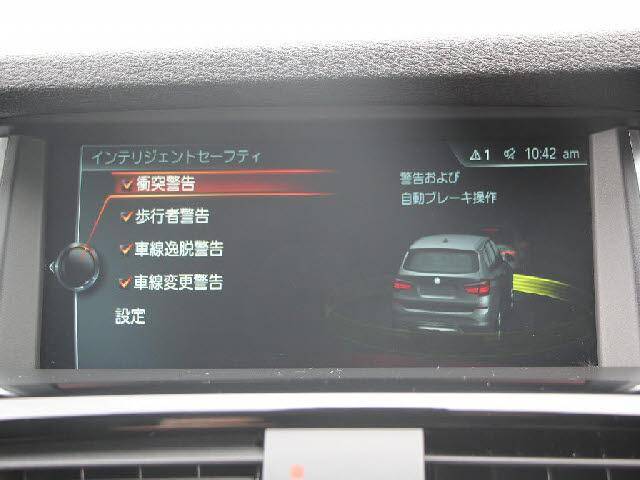 インテリジェントセーフティ
1 10:42 am
衝突警告
歩行者警告
車線逸脱警告
車線変更警告
設定
警告および
自動ブレーキ操作